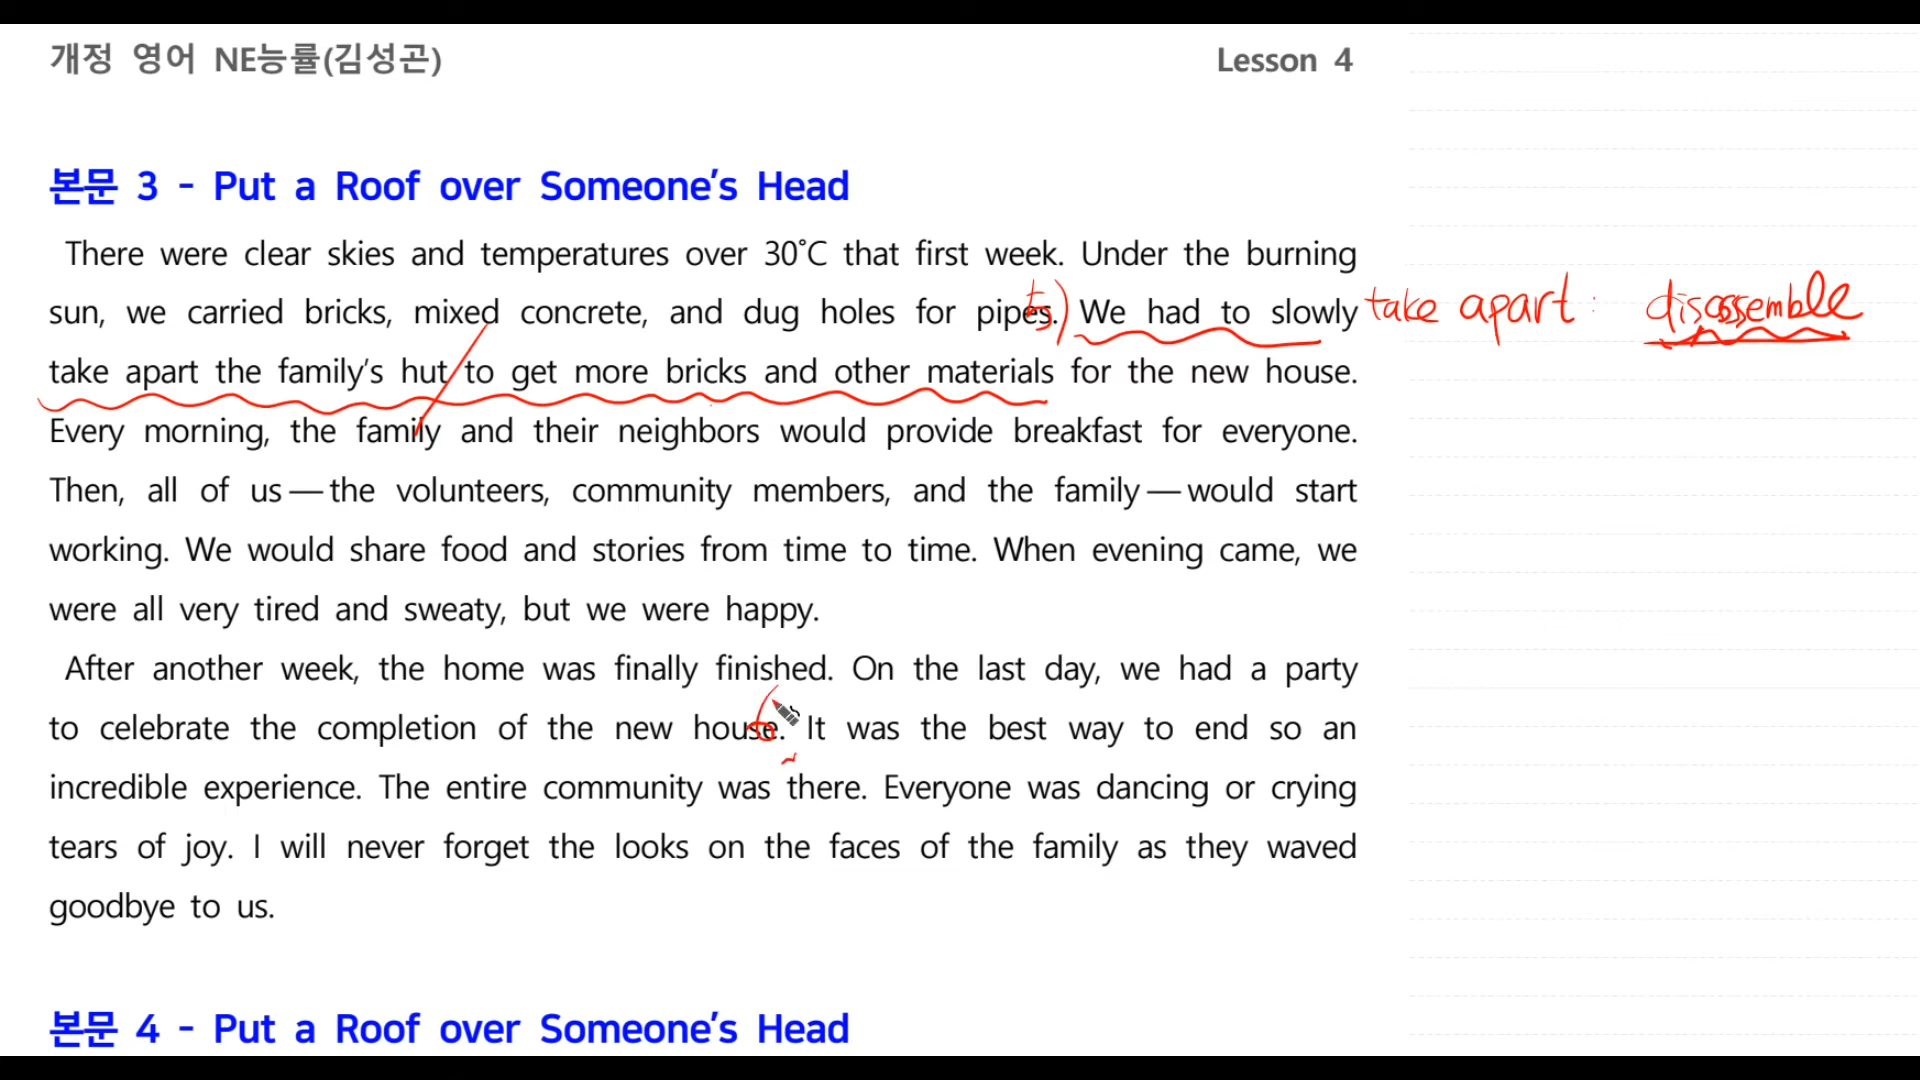 개정 영어 NE능률(김성곤)
Lesson 4
본문 3 - Put a Roof over Someone's Head
There were clear skies and temperatures over 30°C that first week. Under the burning
sun, we carried bricks, mixed concrete, and dug holes for pipes. 5) We had to slowly
take apart : disassemble
take apart the family's hut to get more bricks and other materials for the new house.
Every morning, the family and their neighbors would provide breakfast for everyone.
Then, all of us — the volunteers, community members, and the family — would start
working. We would share food and stories from time to time. When evening came, we
were all very tired and sweaty, but we were happy.
After another week, the home was finally finished. On the last day, we had a party
to celebrate the completion of the new house. 6 It was the best way to end so an
incredible experience. The entire community was there. Everyone was dancing or crying
tears of joy. I will never forget the looks on the faces of the family as they waved
goodbye to us.
본문 4 - Put a Roof over Someone's Head